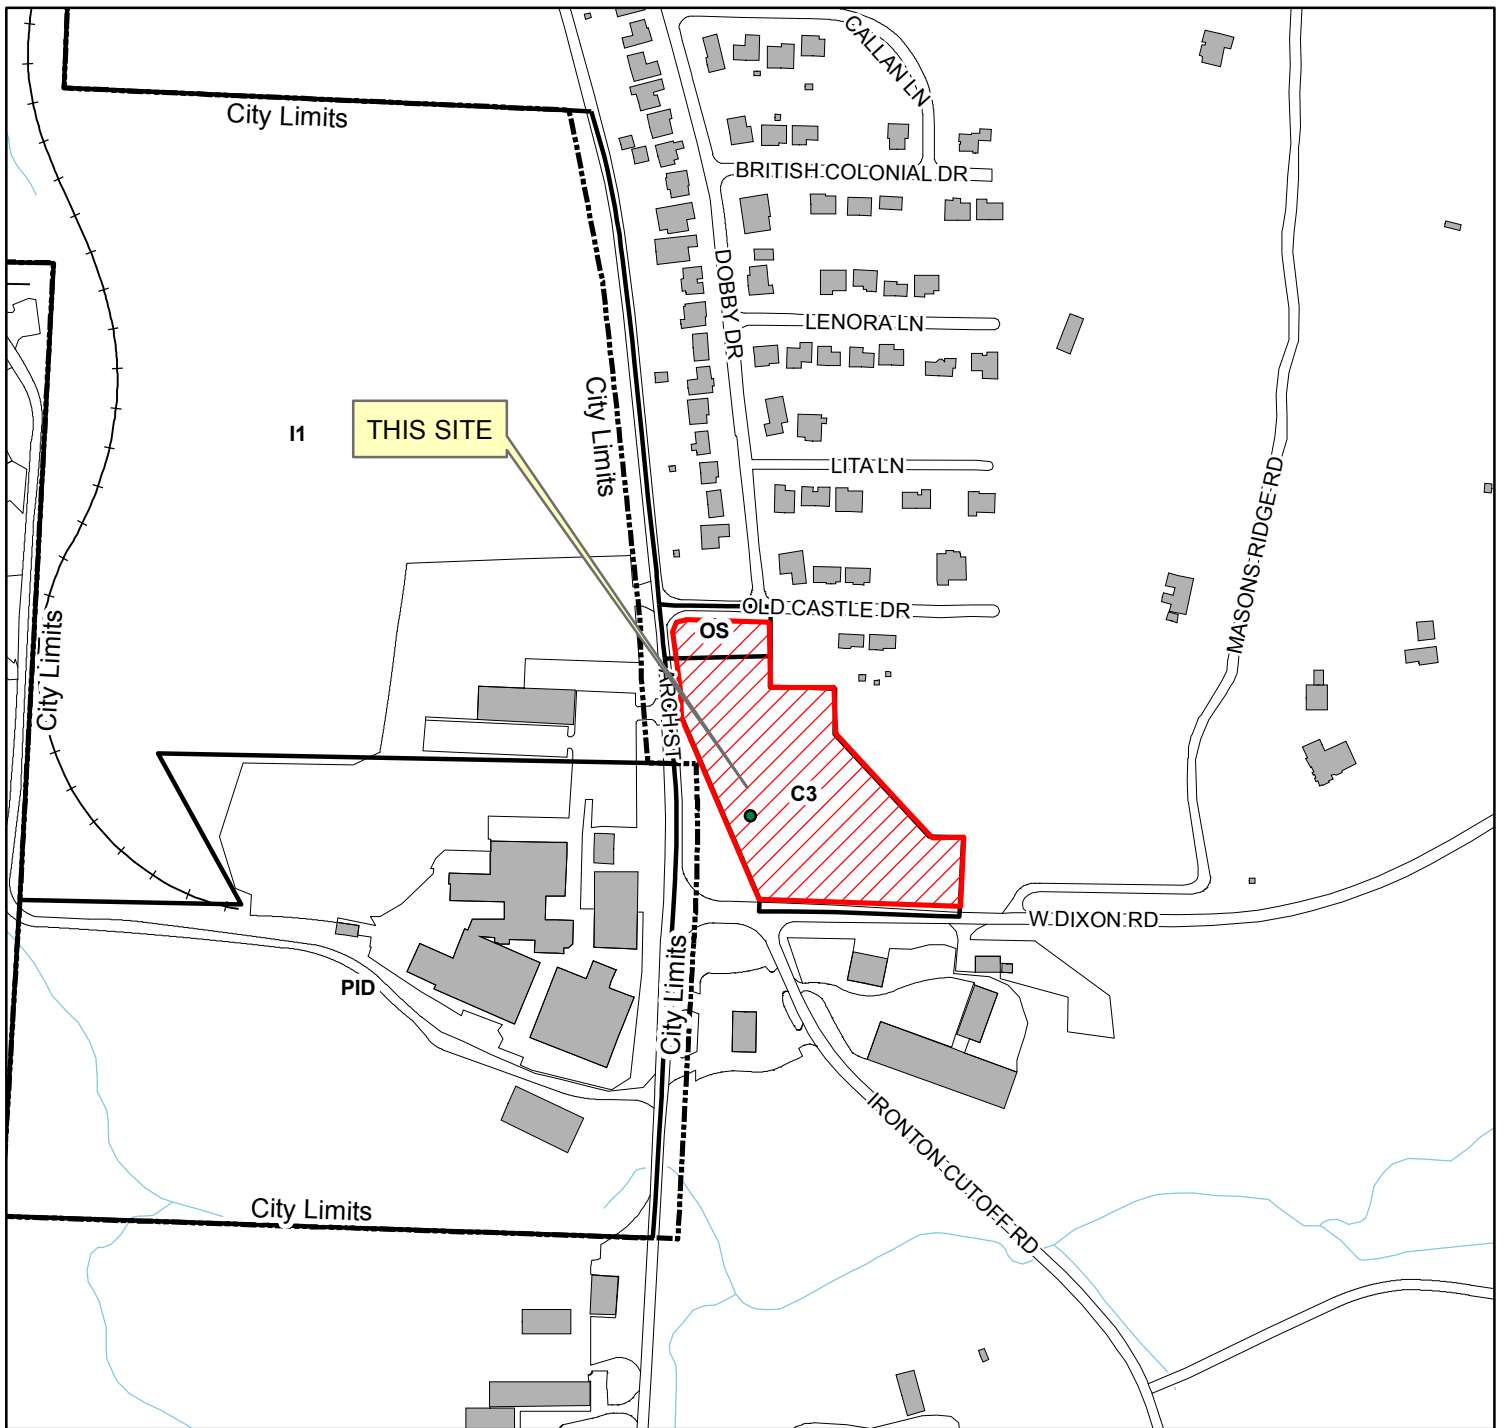 CALLAN LN
City Limits
BRITISH COLONIAL DR
DOBBY DR
LENORA LN
City Limits
I1
THIS SITE
LITA LN
MASONS RIDGE RD
OLD CASTLE DR
OS
City Limits
ARCH ST
C3
W DIXON RD
PID
City Limits
IRONTON CUTOFF RD
City Limits